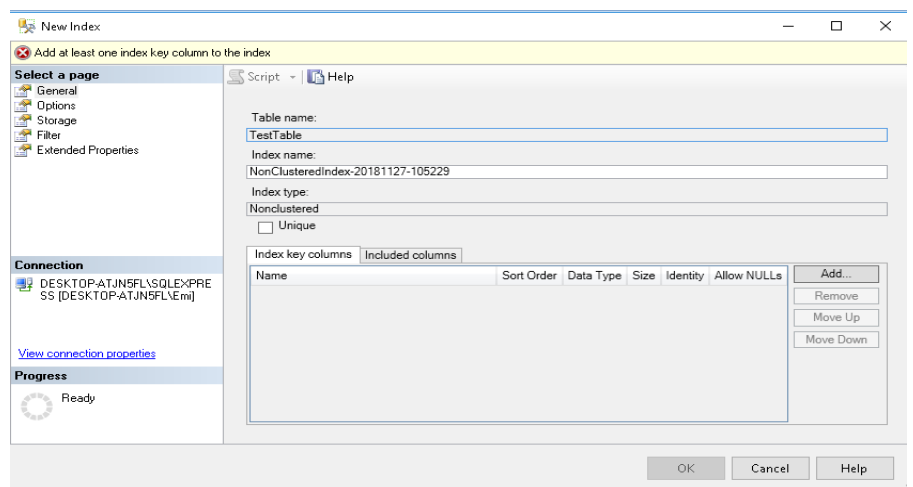 New Index
Add at least one index key column to the index
Select a page
General
Options
Storage
Filter
Extended Properties
Script
Help
Table name:
TestTable
Index name:
NonClusteredIndex-20181127-105229
Index type:
Nonclustered
Unique
Index key columns
Included columns
Name Sort Order Data Type Size Identity Allow NULLs
Add...
Remove
Move Up
Move Down
Connection
DESKTOP-ATJN5FL\SQLEXPRE
SS [DESKTOP-ATJN5FL\Emi]
View connection properties
Progress
Ready
OK
Cancel
Help